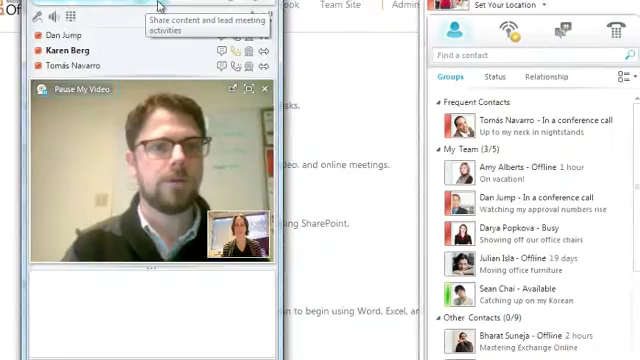 Of
Team Site
Admin
Set Your Location
Share content and lead meeting
activities
Dan Jump
Karen Berg
Tomás Navarro
Pause My Video
sks.
deo, and online meetings.
ing SharePoint.
an to begin using Word, Excel, an
Find a contact
Groups
Status
Relationship
Frequent Contacts
Tomás Navarro - In a conference call
Up to my neck in nightstands
My Team (3/5)
Amy Alberts - Offline 1 hour
On vacation!
Dan Jump - In a conference call
Watching my approval numbers rise
Darya Popkova - Busy
Showing off our office chairs
Julian Isla - Offline 19 days
Moving office furniture
Sean Chai - Available
Catching up on my Korean
Other Contacts (0/9)
Bharat Suneja - Offline 2 hours
Mastering Exchange Online